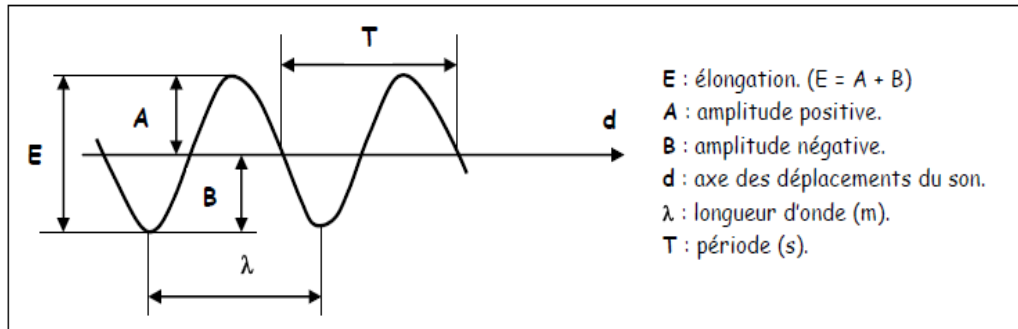 T
A
E
B
d
λ
E : élongation. (E = A + B)
A : amplitude positive.
B : amplitude négative.
d : axe des déplacements du son.
λ : longueur d'onde (m).
T : période (s).